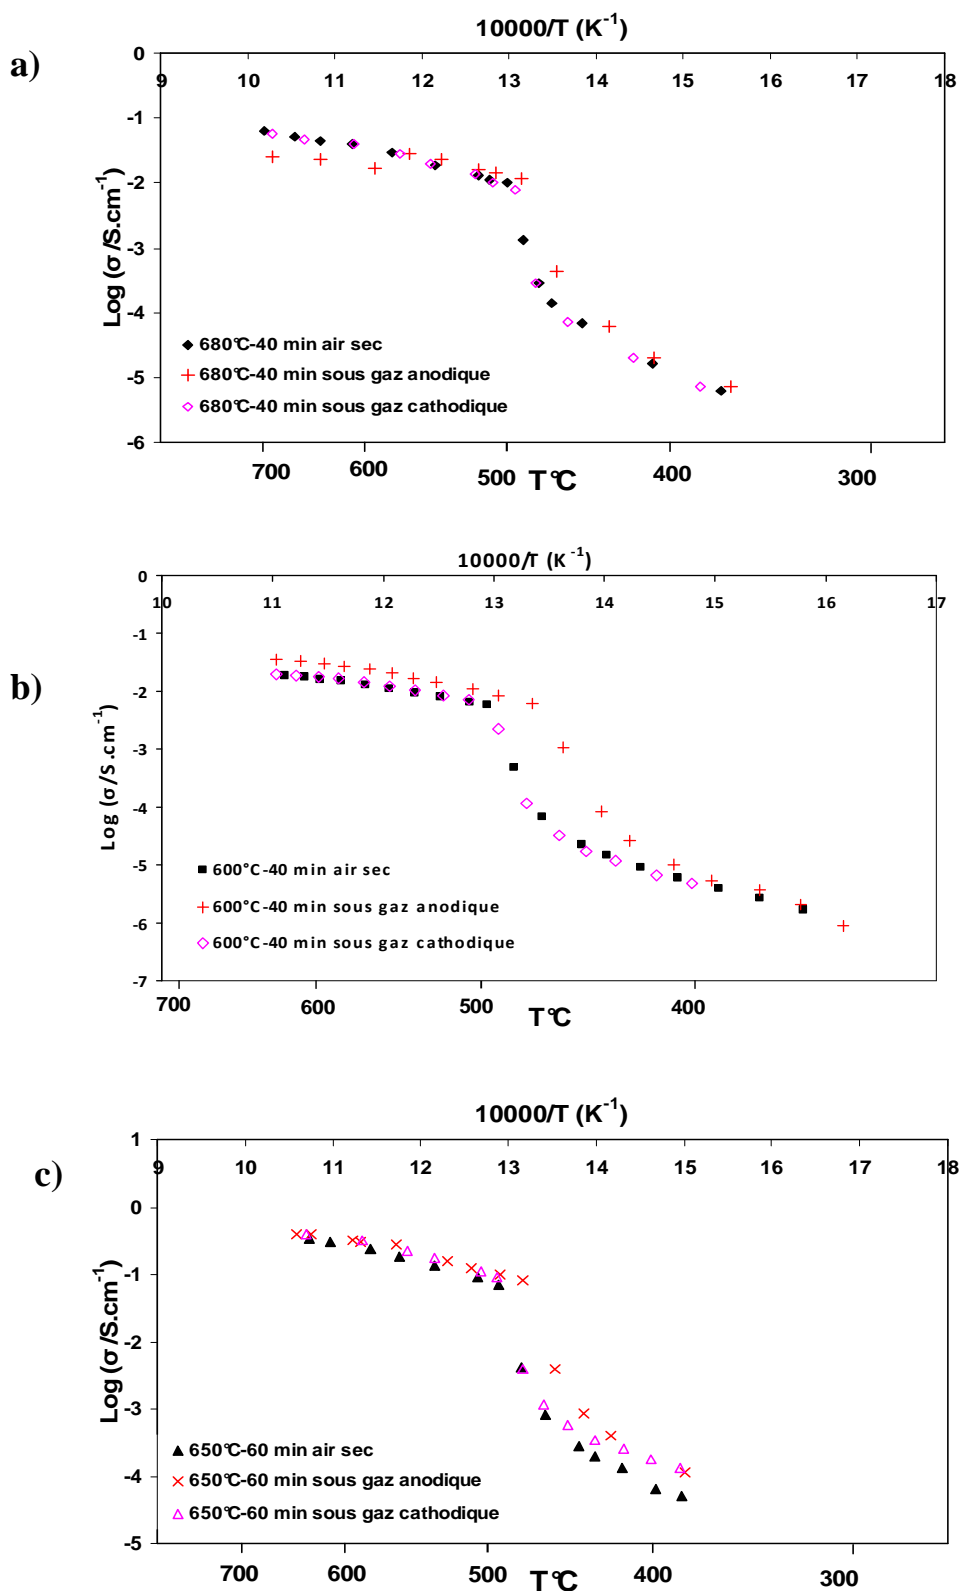 10000/T (K-1)
a)
0
9 10 11 12 13 14 15 16 17 18
-1
-2
-3
-4
-5
-6
Log (σ/S.cm-1)
680°C-40 min air sec
680°C-40 min sous gaz anodique
680°C-40 min sous gaz cathodique
700 600 500 400 300
T°C
10000/T (K-1)
b)
0
10 11 12 13 14 15 16 17
-1
-2
-3
-4
-5
-6
-7
Log (σ/S.cm-1)
600°C-40 min air sec
600°C-40 min sous gaz anodique
600°C-40 min sous gaz cathodique
700 600 500 400
T°C
10000/T (K-1)
c)
1
9 10 11 12 13 14 15 16 17 18
0
-1
-2
-3
-4
-5
Log (σ/S.cm-1)
650°C-60 min air sec
650°C-60 min sous gaz anodique
650°C-60 min sous gaz cathodique
700 600 500 400 300
T°C